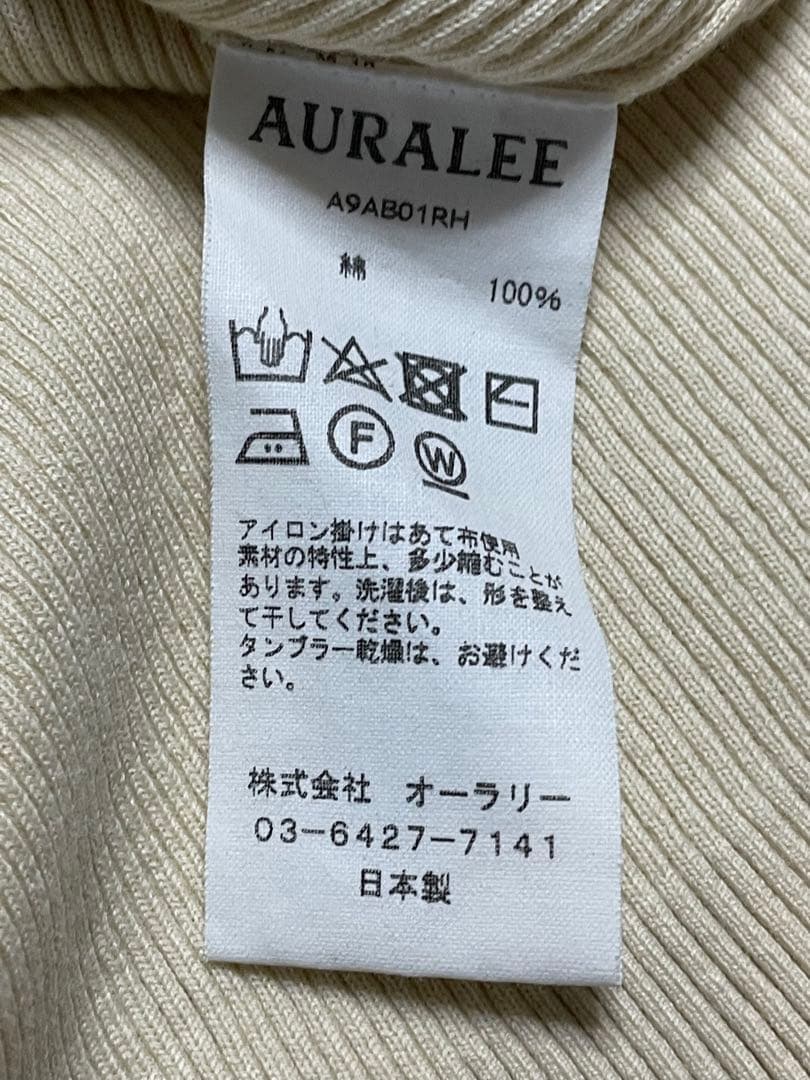 AURALEE
A9AB01RH
綿 100%
F
W
アイロン掛けはあて布使用
素材の特性上、多少縮むことが
あります。洗濯後は、形を整え
て干してください。
タンブラー乾燥は、お避けくだ
さい。
株式会社 オーラリー
03-6427-7141
日本製